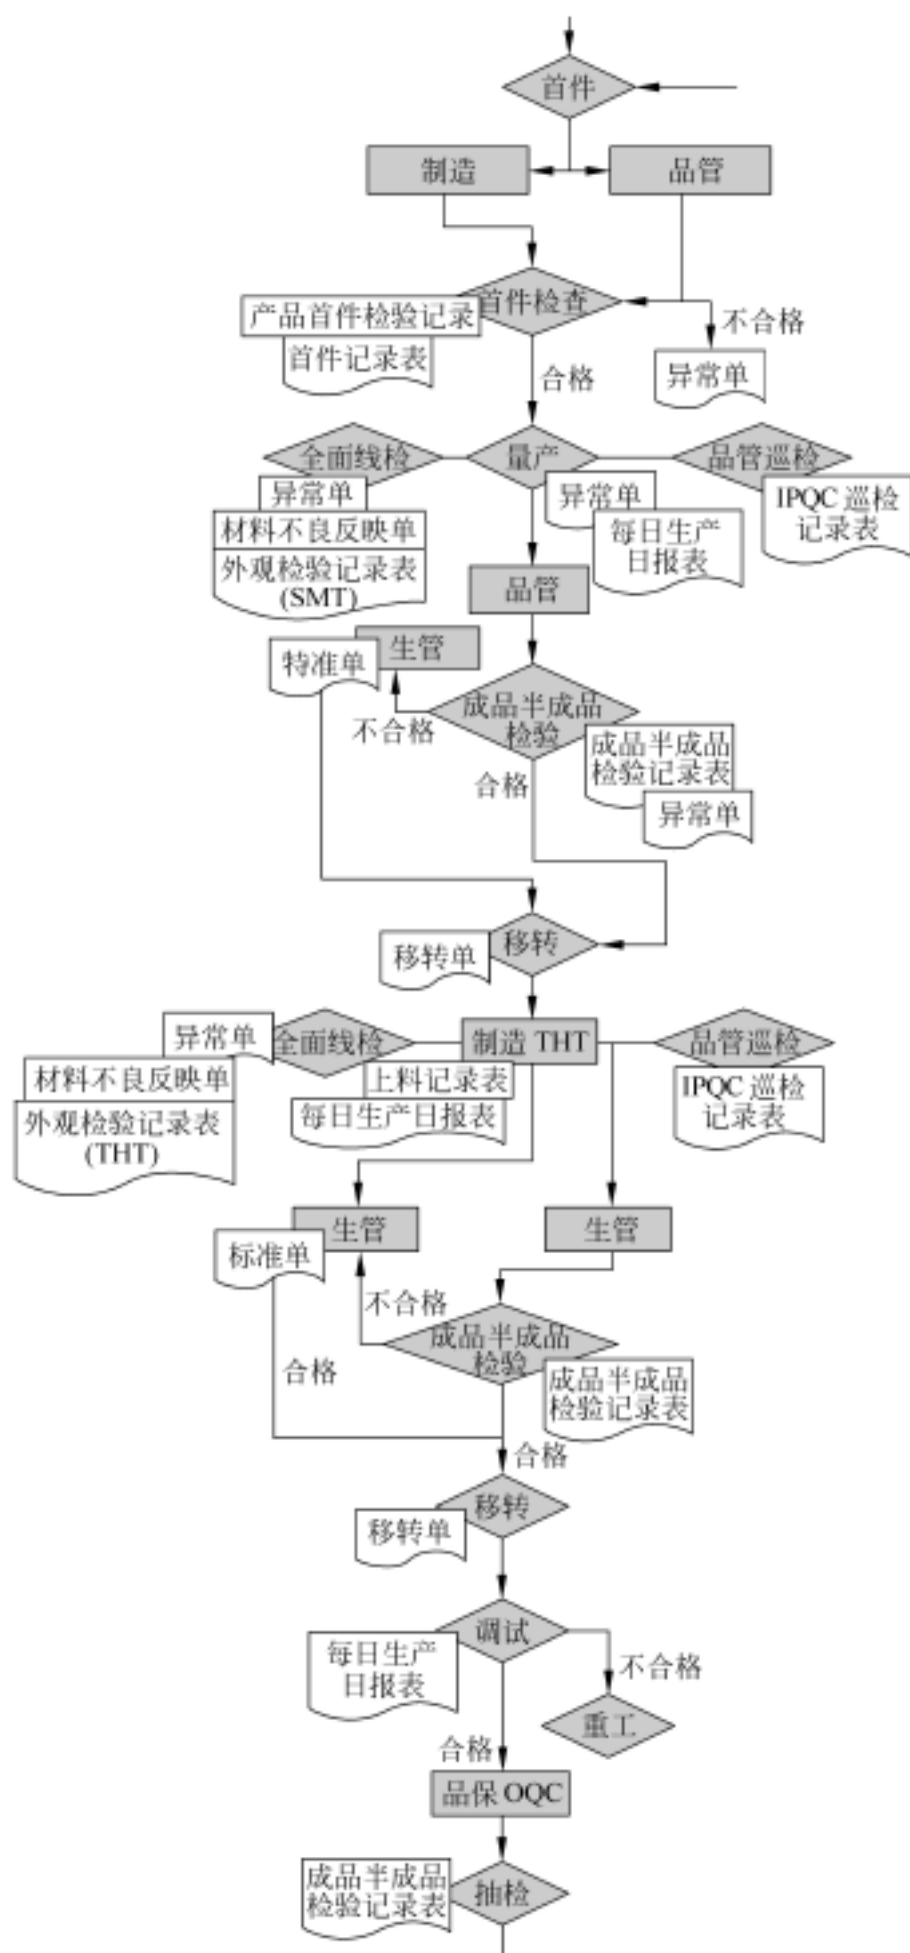 首件
制造
品管
首件检查
产品首件检验记录
首件记录表
不合格
异常单
合格
全面线检
量产
品管巡检
异常单
材料不良反映单
外观检验记录表
(SMT)
异常单
每日生产
日报表
IPQC 巡检
记录表
品管
生管
特准单
不合格
成品半成品
检验
合格
成品半成品
检验记录表
异常单
移转
移转单
异常单
全面线检
制造 THT
品管巡检
材料不良反映单
外观检验记录表
(THT)
上料记录表
每日生产日报表
IPQC 巡检
记录表
生管
生管
标准单
不合格
成品半成品
检验
合格
成品半成品
检验记录表
合格
移转
移转单
调试
每日生产
日报表
不合格
重工
合格
品保 OQC
抽检
成品半成品
检验记录表